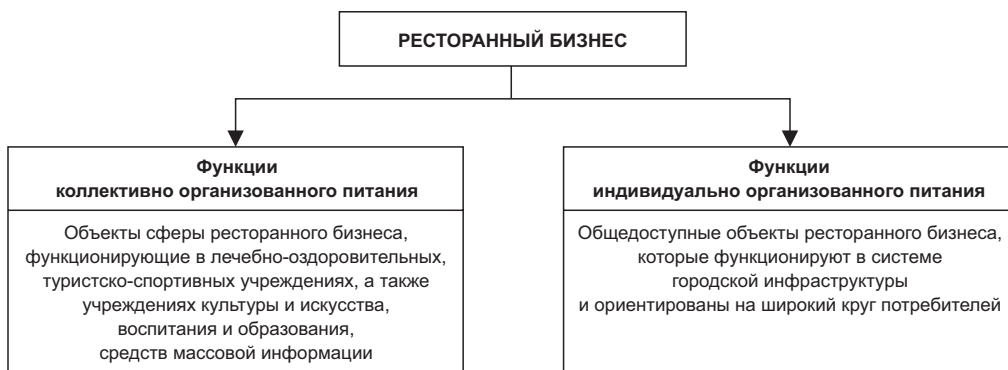 РЕСТОРАННЫЙ БИЗНЕС
Функции
коллективно организованного питания
Объекты сферы ресторанного бизнеса,
функционирующие в лечебно-оздоровительных,
туристско-спортивных учреждениях, а также
учреждениях культуры и искусства,
воспитания и образования,
средств массовой информации
Функции
индивидуально организованного питания
Общедоступные объекты ресторанного бизнеса,
которые функционируют в системе
городской инфраструктуры
и ориентированы на широкий круг потребителей